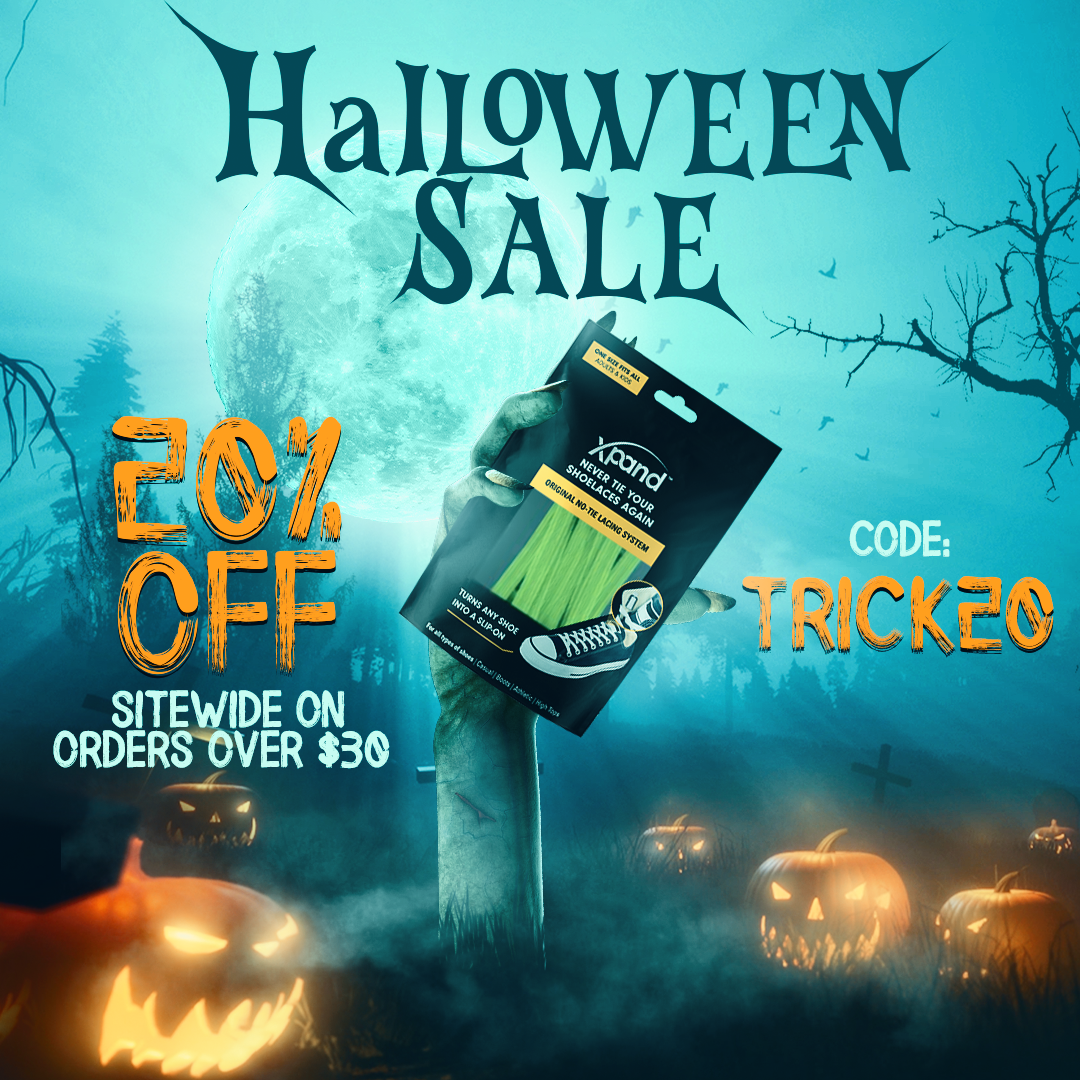 HallOWEEN
SALE
20%
OFF
SITEWIDE ON
ORDERS OVER $30
CODE:
TRICK20
ONE SIZE FITS ALL
ADULTS & KIDS
Xpand™
NEVER TIE YOUR
SHOELACES AGAIN
ORIGINAL NO-TIE LACING SYSTEM
TURNS ANY SHOE
INTO A SLIP-ON
For all types of shoes | Casual | Boots | Athletic | High Tops